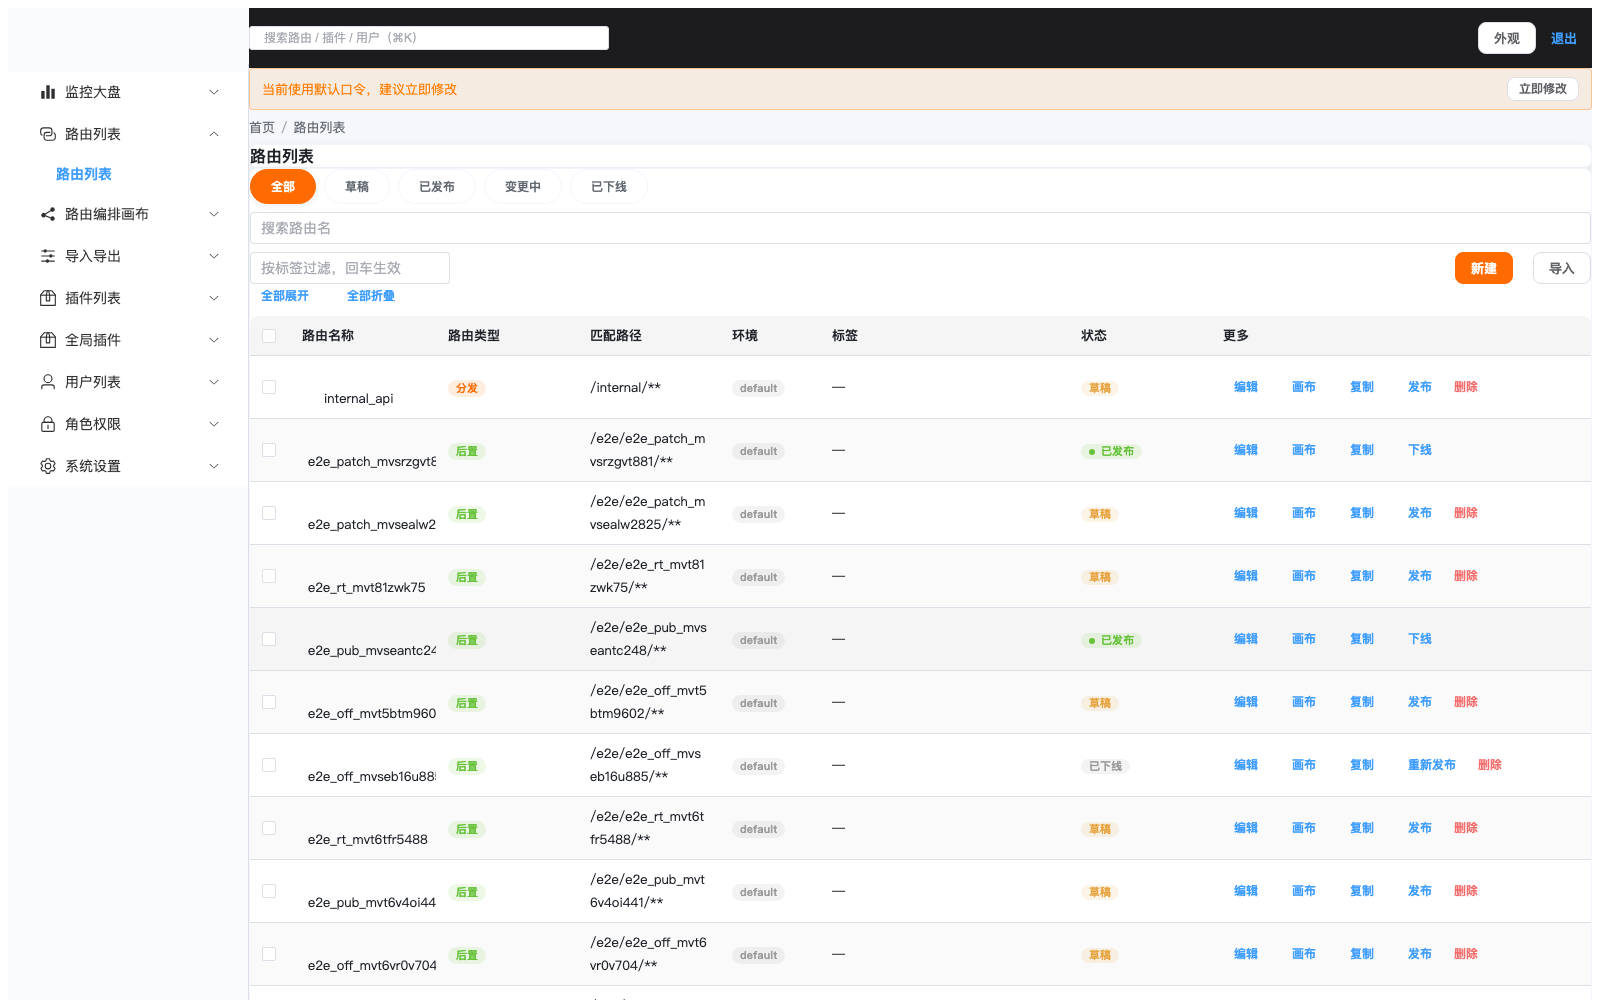 搜索路由 / 插件 / 用户（⌘K）
外观
退出
当前使用默认口令，建议立即修改
立即修改
监控大盘
路由列表
路由列表
路由编排画布
导入导出
插件列表
全局插件
用户列表
角色权限
系统设置
首页 / 路由列表
路由列表
全部 草稿 已发布 变更中 已下线
搜索路由名
按标签过滤，回车生效
新建 导入
全部展开 全部折叠
路由名称 路由类型 匹配路径 环境 标签 状态 更多
internal_api 分发 /internal/** default — 草稿 编辑 画布 复制 发布 删除
e2e_patch_mvsrzgvt8 后置 /e2e/e2e_patch_m
vsrzgvt881/** default — 已发布 编辑 画布 复制 下线
e2e_patch_mvsealw2 后置 /e2e/e2e_patch_m
vsealw2825/** default — 草稿 编辑 画布 复制 发布 删除
e2e_rt_mvt81zwk75 后置 /e2e/e2e_rt_mvt81
zwk75/** default — 草稿 编辑 画布 复制 发布 删除
e2e_pub_mvseantc24 后置 /e2e/e2e_pub_mvs
eantc248/** default — 已发布 编辑 画布 复制 下线
e2e_off_mvt5btm960 后置 /e2e/e2e_off_mvt5
btm9602/** default — 草稿 编辑 画布 复制 发布 删除
e2e_off_mvseb16u885 后置 /e2e/e2e_off_mvs
eb16u885/** default — 已下线 编辑 画布 复制 重新发布 删除
e2e_rt_mvt6tfr5488 后置 /e2e/e2e_rt_mvt6t
fr5488/** default — 草稿 编辑 画布 复制 发布 删除
e2e_pub_mvt6v4oi44 后置 /e2e/e2e_pub_mvt
6v4oi441/** default — 草稿 编辑 画布 复制 发布 删除
e2e_off_mvt6vr0v704 后置 /e2e/e2e_off_mvt6
vr0v704/** default — 草稿 编辑 画布 复制 发布 删除